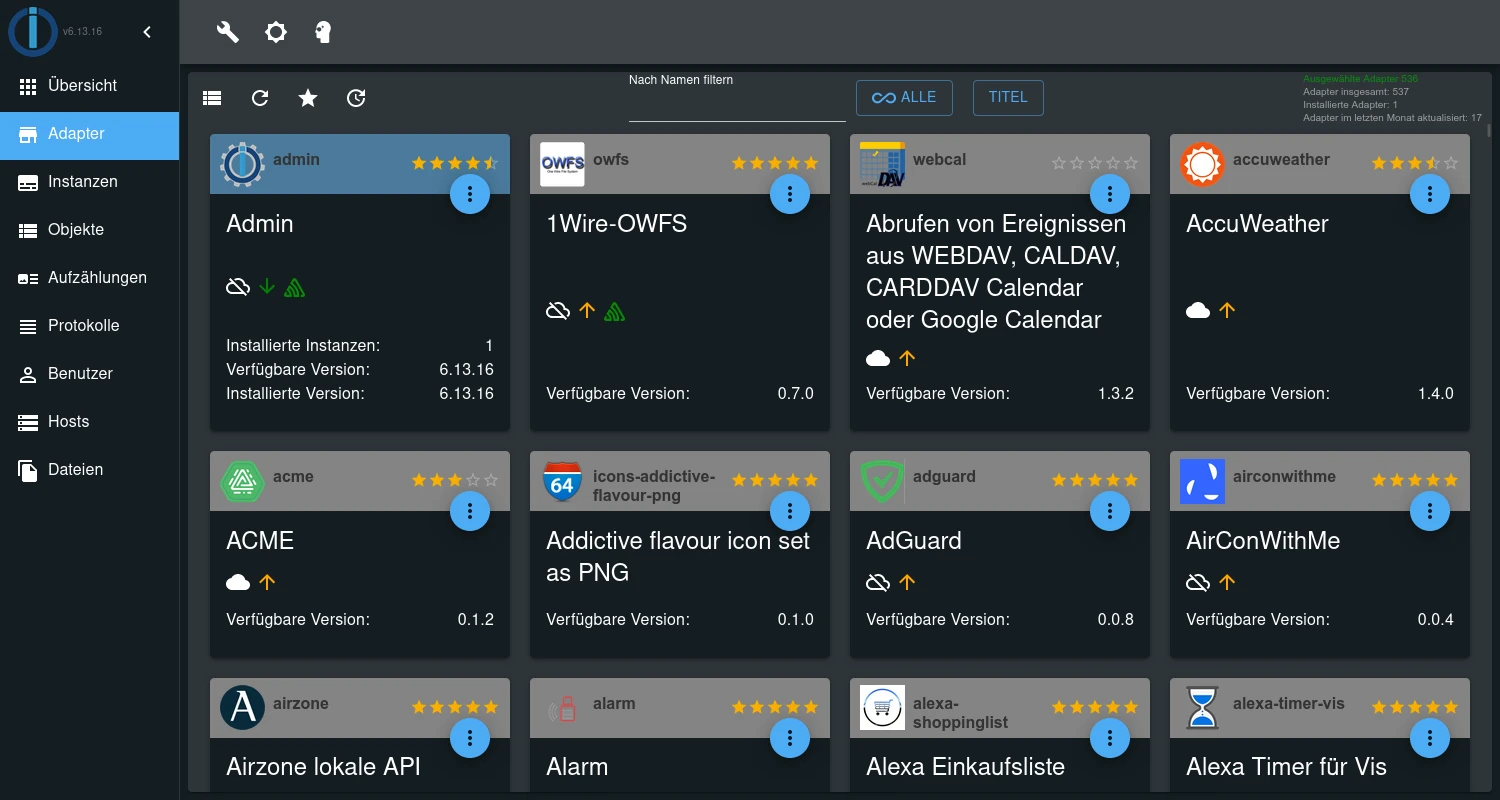 v6.13.16
Übersicht
Adapter
Instanzen
Objekte
Aufzählungen
Protokolle
Benutzer
Hosts
Dateien
Nach Namen filtern
ALLE
TITEL
Ausgewählte Adapter 536
Adapter insgesamt: 537
Installierte Adapter: 1
Adapter im letzten Monat aktualisiert: 17
admin
Admin
Installierte Instanzen: 1
Verfügbare Version: 6.13.16
Installierte Version: 6.13.16
OWFS
owfs
1Wire-OWFS
Verfügbare Version: 0.7.0
DAV
webcal
Abrufen von Ereignissen
aus WEBDAV, CALDAV,
CARDDAV Calendar
oder Google Calendar
Verfügbare Version: 1.3.2
accuweather
AccuWeather
Verfügbare Version: 1.4.0
acme
ACME
Verfügbare Version: 0.1.2
64
icons-addictive-
flavour-png
Addictive flavour icon set
as PNG
Verfügbare Version: 0.1.0
adguard
AdGuard
Verfügbare Version: 0.0.8
airconwithme
AirConWithMe
Verfügbare Version: 0.0.4
A
airzone
Airzone lokale API
alarm
Alarm
alexa-
shoppinglist
Alexa Einkaufsliste
alexa-timer-vis
Alexa Timer für Vis